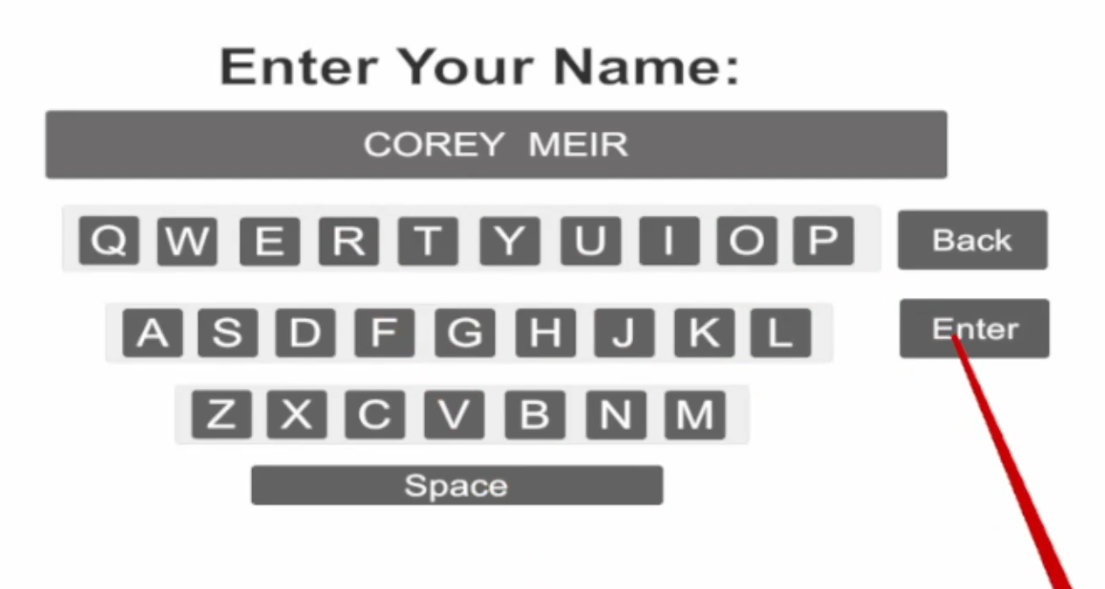 Enter Your Name:
COREY MEIR
Q W E R T Y U I O P Back
A S D F G H J K L Enter
Z X C V B N M
Space